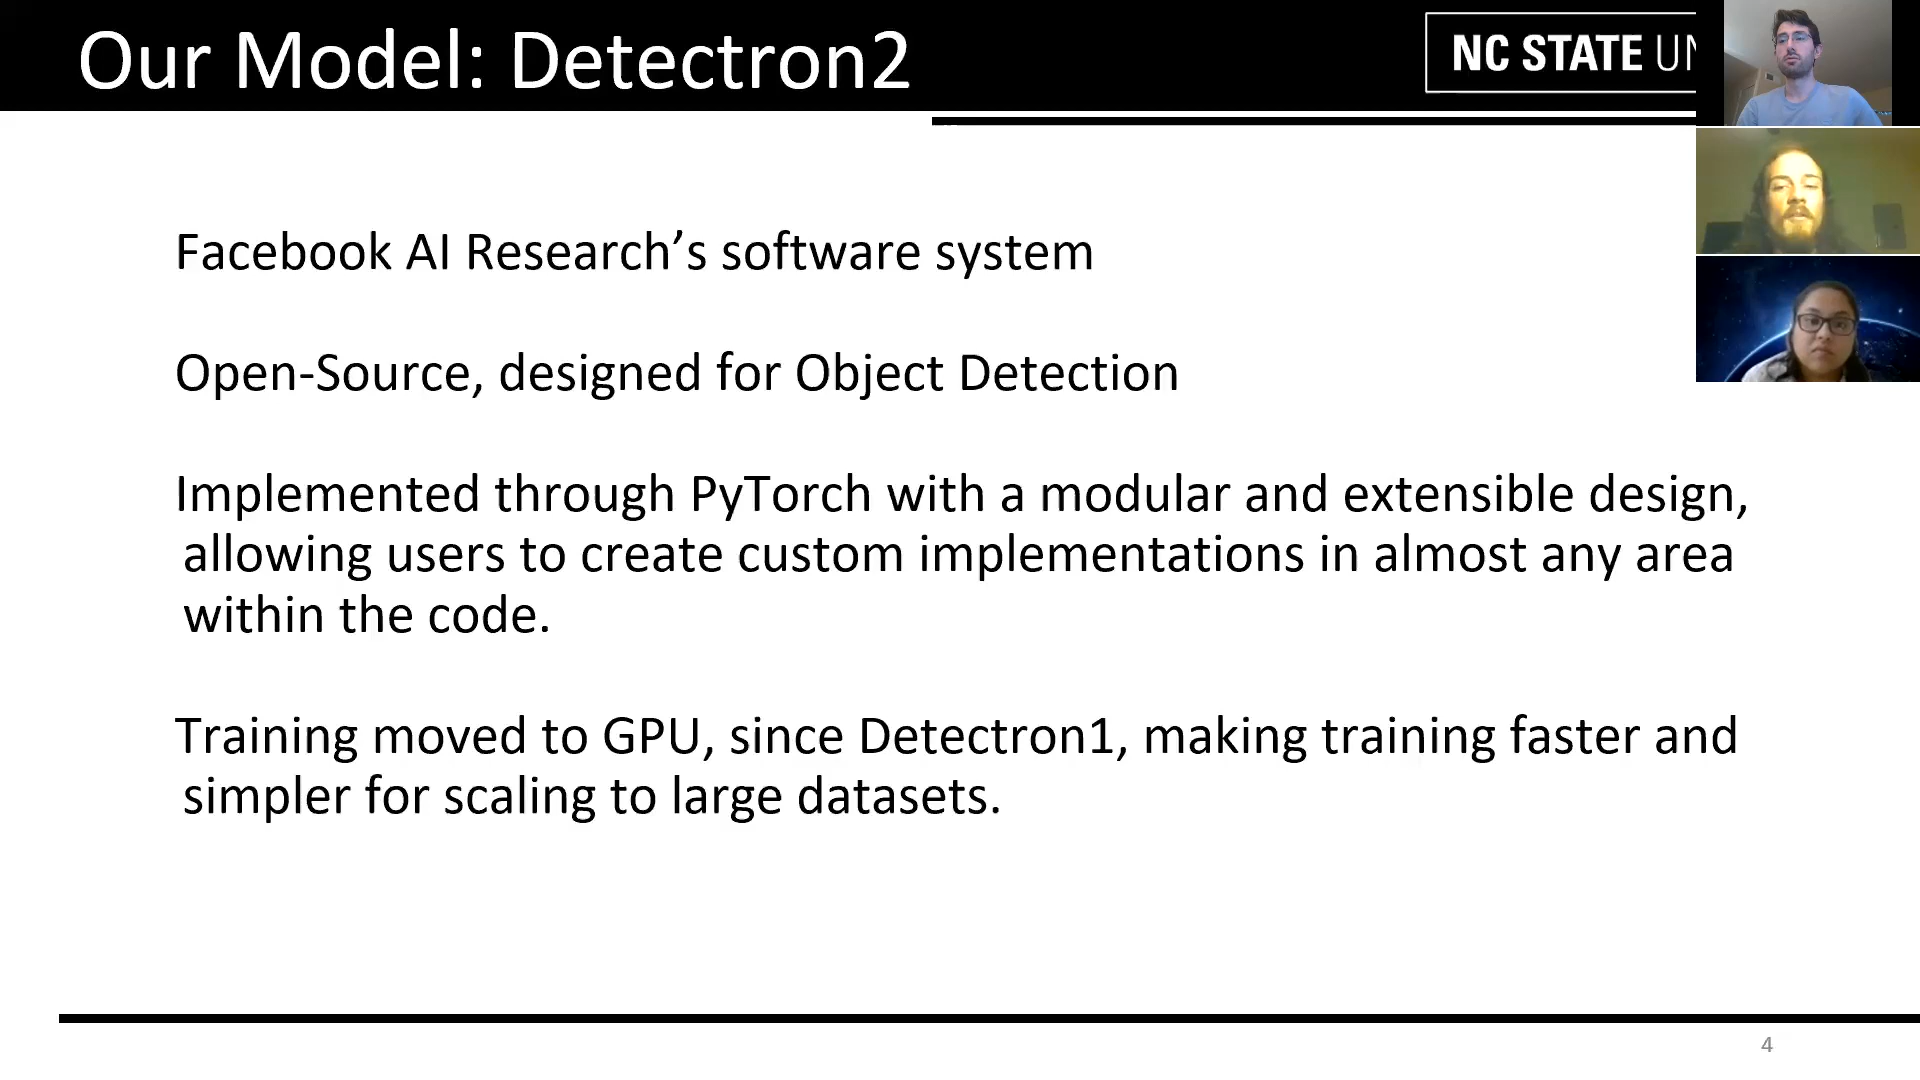 Our Model: Detectron2
NC STATE UN
Facebook AI Research’s software system
Open-Source, designed for Object Detection
Implemented through PyTorch with a modular and extensible design,
allowing users to create custom implementations in almost any area
within the code.
Training moved to GPU, since Detectron1, making training faster and
simpler for scaling to large datasets.
4